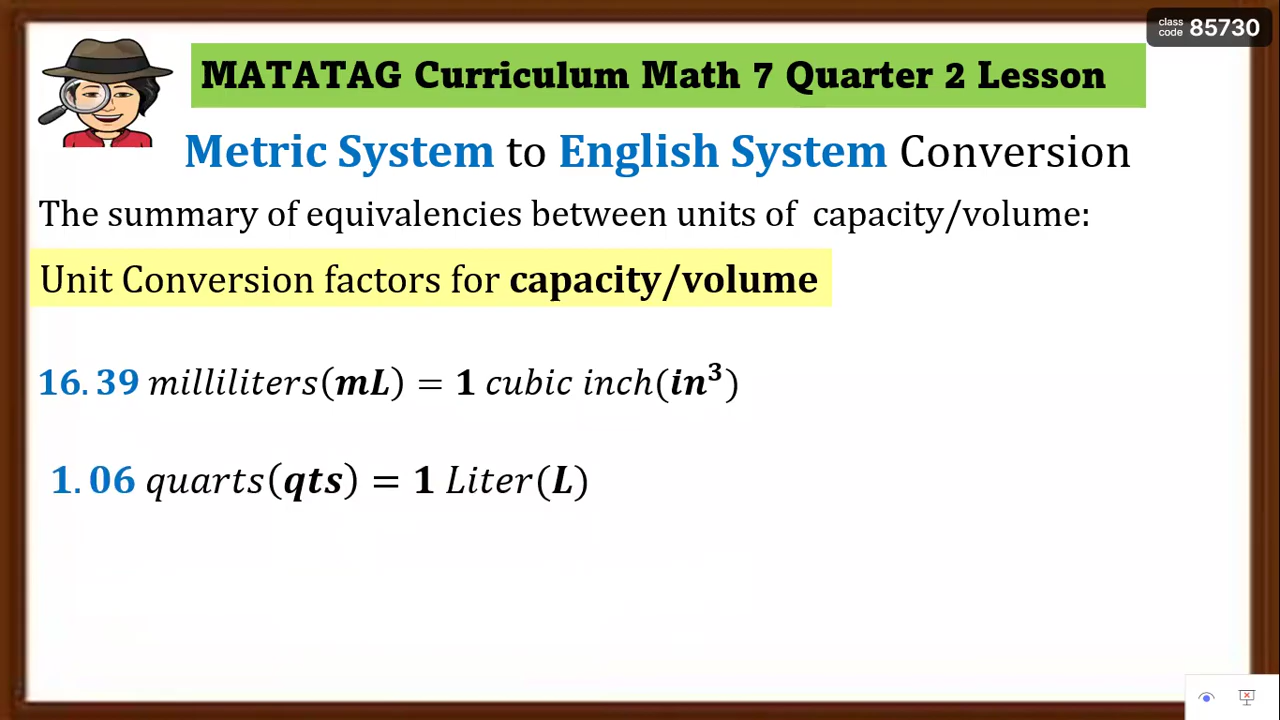 class code 85730
MATATAG Curriculum Math 7 Quarter 2 Lesson
Metric System to English System Conversion
The summary of equivalencies between units of capacity/volume:
Unit Conversion factors for capacity/volume
16.39 milliliters(mL) = 1 cubic inch(in³)
1.06 quarts(qts) = 1 Liter(L)